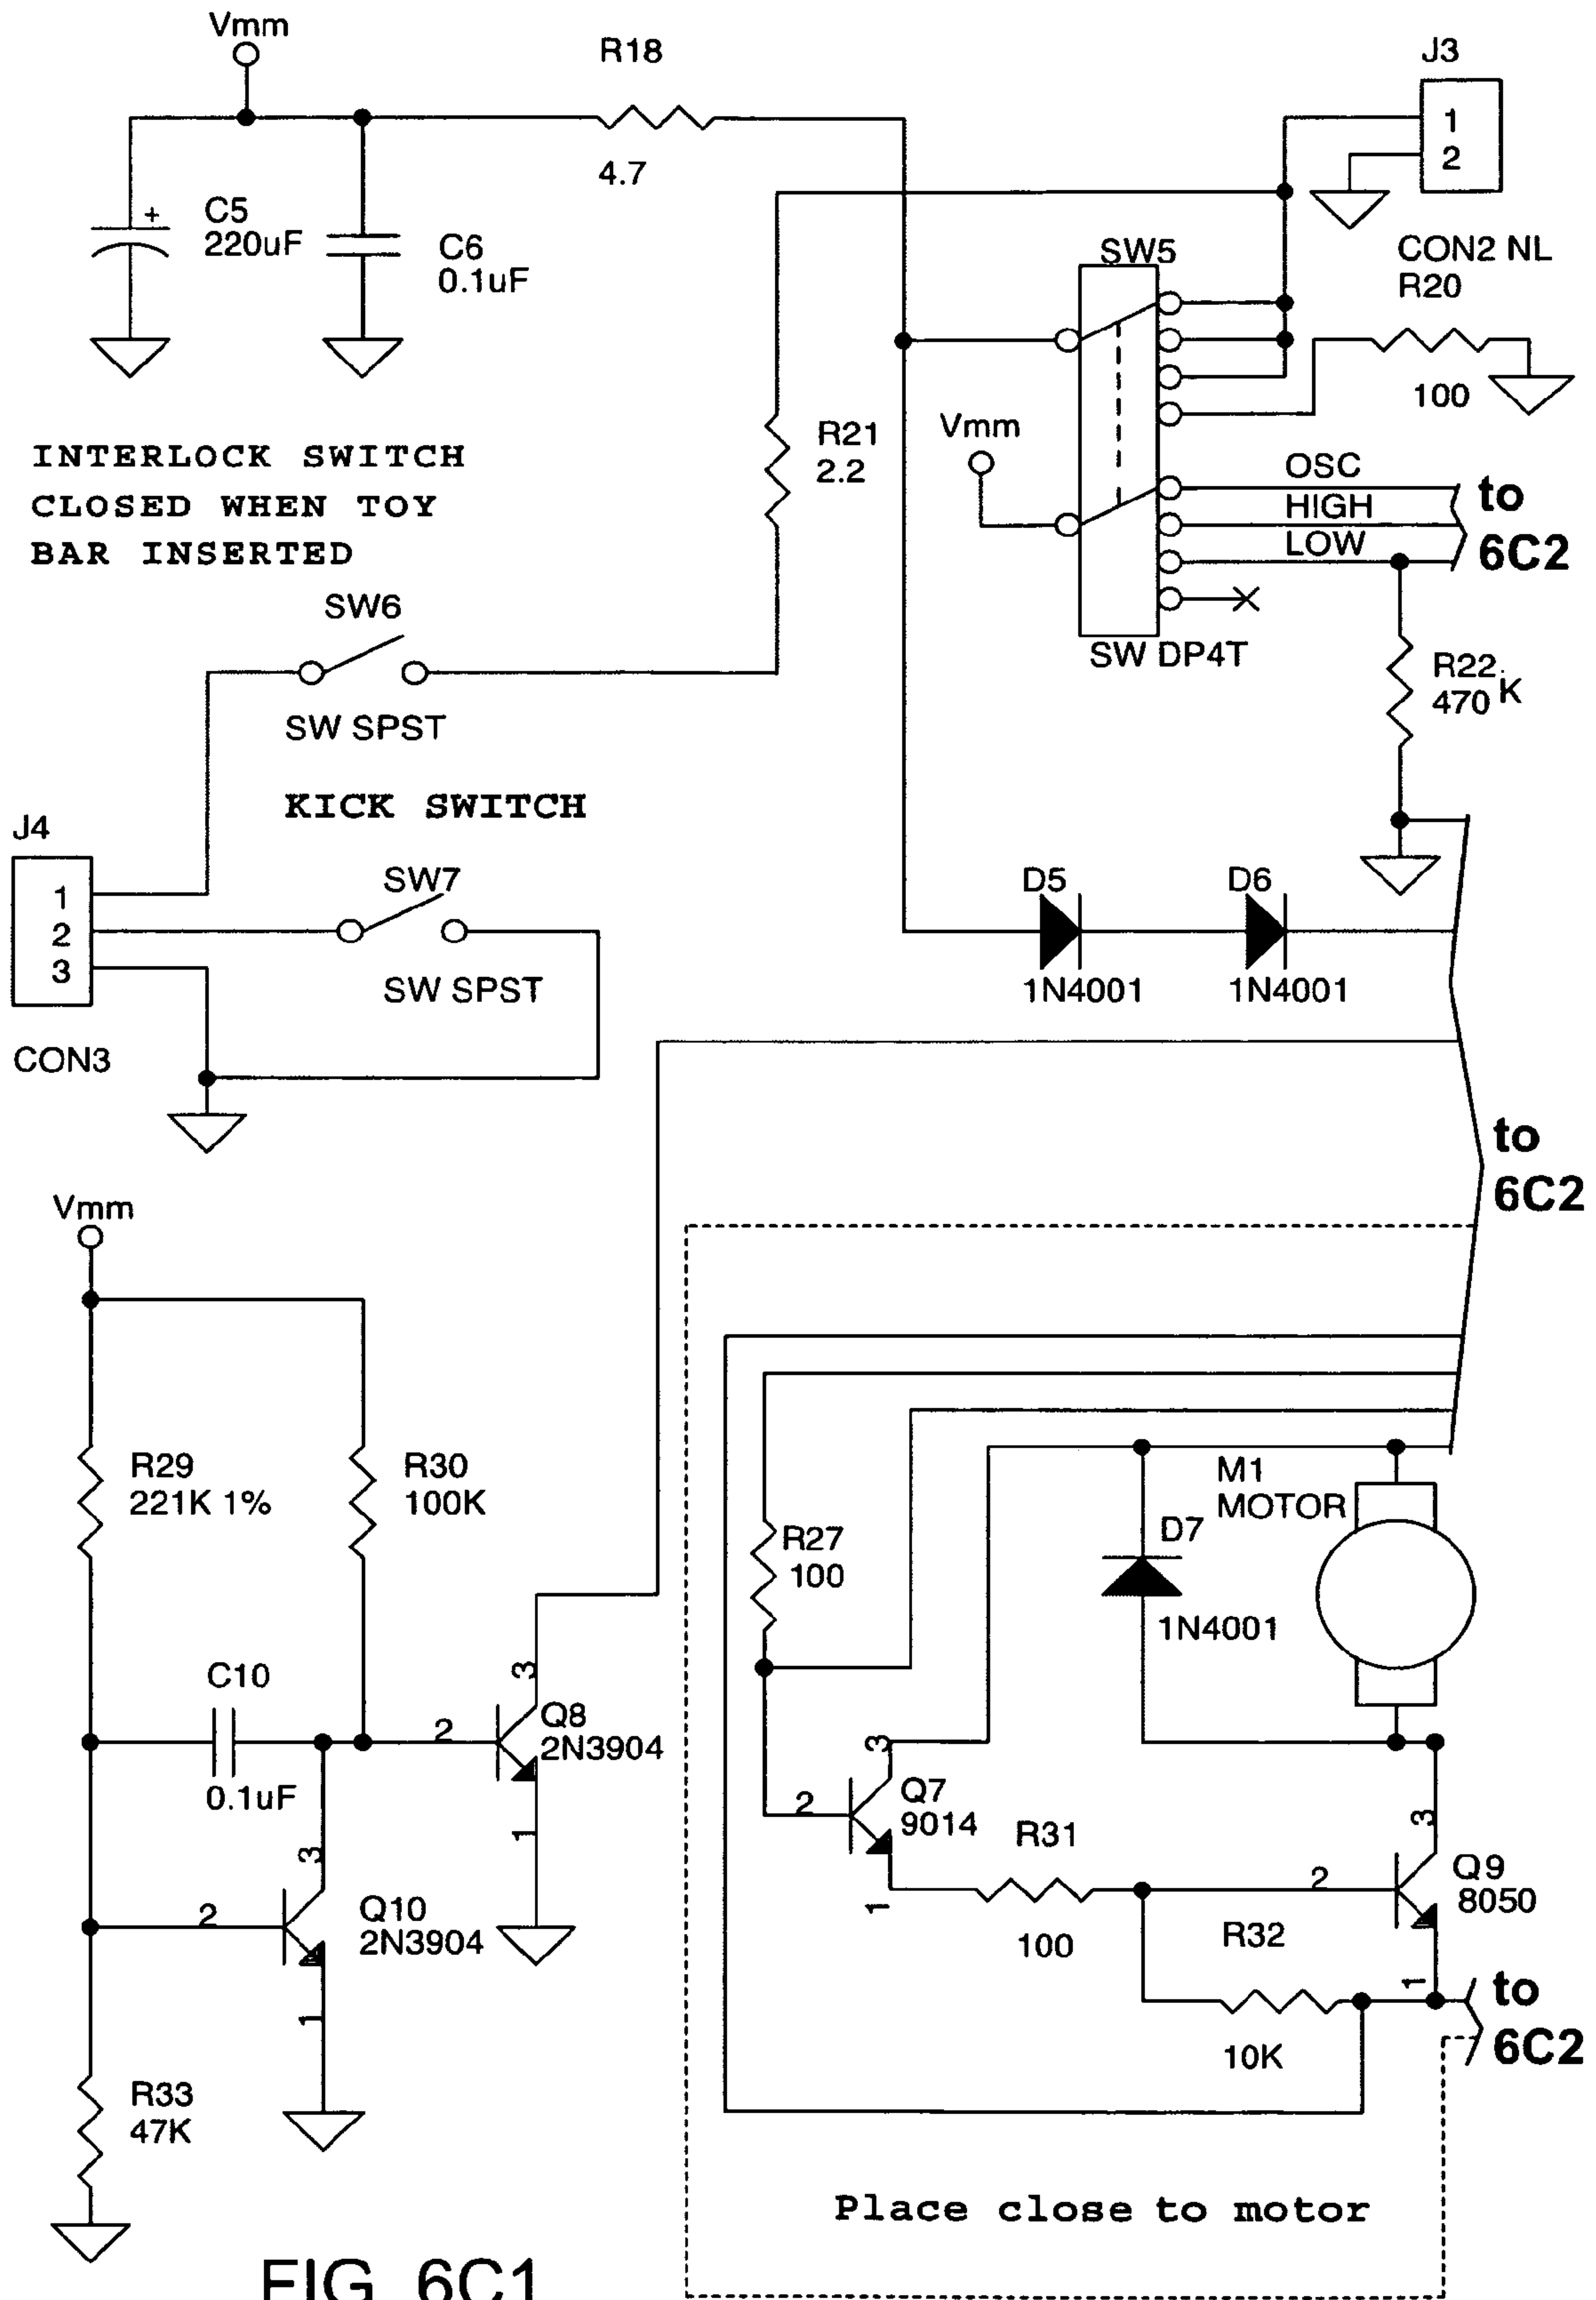 Vmm
R18
J3
1
2
4.7
C5
220uF
+
C6
0.1uF
SW5
CON2 NL
R20
100
R21
2.2
Vmm
OSC
HIGH
LOW
to
6C2
INTERLOCK SWITCH
CLOSED WHEN TOY
BAR INSERTED
SW6
SW SPST
SW DP4T
R22
470 K
KICK SWITCH
J4
1
2
3
CON3
SW7
SW SPST
D5
1N4001
D6
1N4001
to
6C2
Vmm
R29
221K 1%
R30
100K
R27
100
M1
MOTOR
D7
1N4001
C10
0.1uF
3
2
Q8
2N3904
1
3
2
Q7
9014
1
R31
100
3
2
Q9
8050
1
3
2
Q10
2N3904
1
R32
10K
to
6C2
R33
47K
Place close to motor
FIG. 6C1